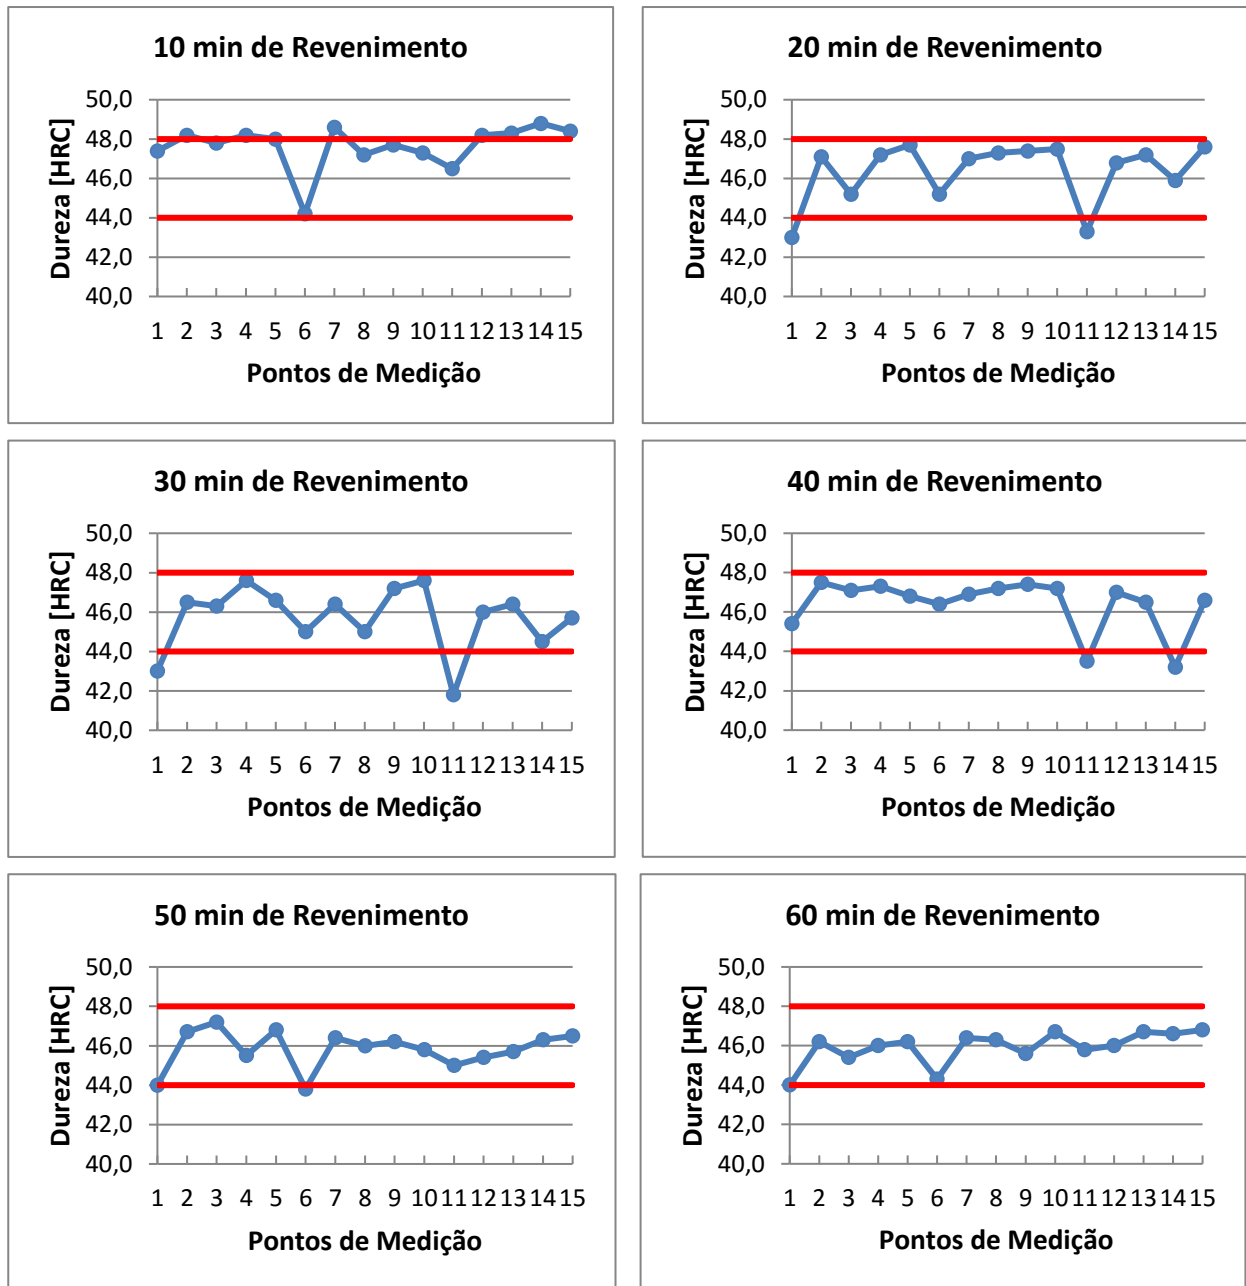 10 min de Revenimento
Dureza [HRC]
50,0
48,0
46,0
44,0
42,0
40,0
1 2 3 4 5 6 7 8 9 10 11 12 13 14 15
Pontos de Medição
20 min de Revenimento
Dureza [HRC]
50,0
48,0
46,0
44,0
42,0
40,0
1 2 3 4 5 6 7 8 9 10 11 12 13 14 15
Pontos de Medição
30 min de Revenimento
Dureza [HRC]
50,0
48,0
46,0
44,0
42,0
40,0
1 2 3 4 5 6 7 8 9 10 11 12 13 14 15
Pontos de Medição
40 min de Revenimento
Dureza [HRC]
50,0
48,0
46,0
44,0
42,0
40,0
1 2 3 4 5 6 7 8 9 10 11 12 13 14 15
Pontos de Medição
50 min de Revenimento
Dureza [HRC]
50,0
48,0
46,0
44,0
42,0
40,0
1 2 3 4 5 6 7 8 9 10 11 12 13 14 15
Pontos de Medição
60 min de Revenimento
Dureza [HRC]
50,0
48,0
46,0
44,0
42,0
40,0
1 2 3 4 5 6 7 8 9 10 11 12 13 14 15
Pontos de Medição